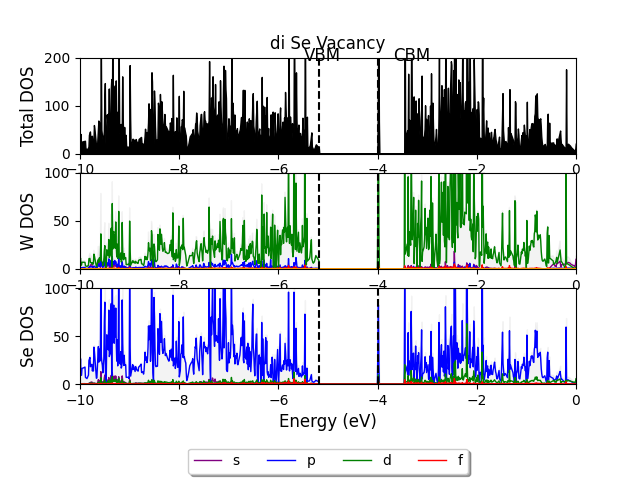 di Se Vacancy
VBM CBM
Total DOS
200
100
0
−10 −8 −6 −4 −2 0
W DOS
100
50
0
−10 −8 −6 −4 −2 0
Se DOS
100
50
0
−10 −8 −6 −4 −2 0
Energy (eV)
s p d f